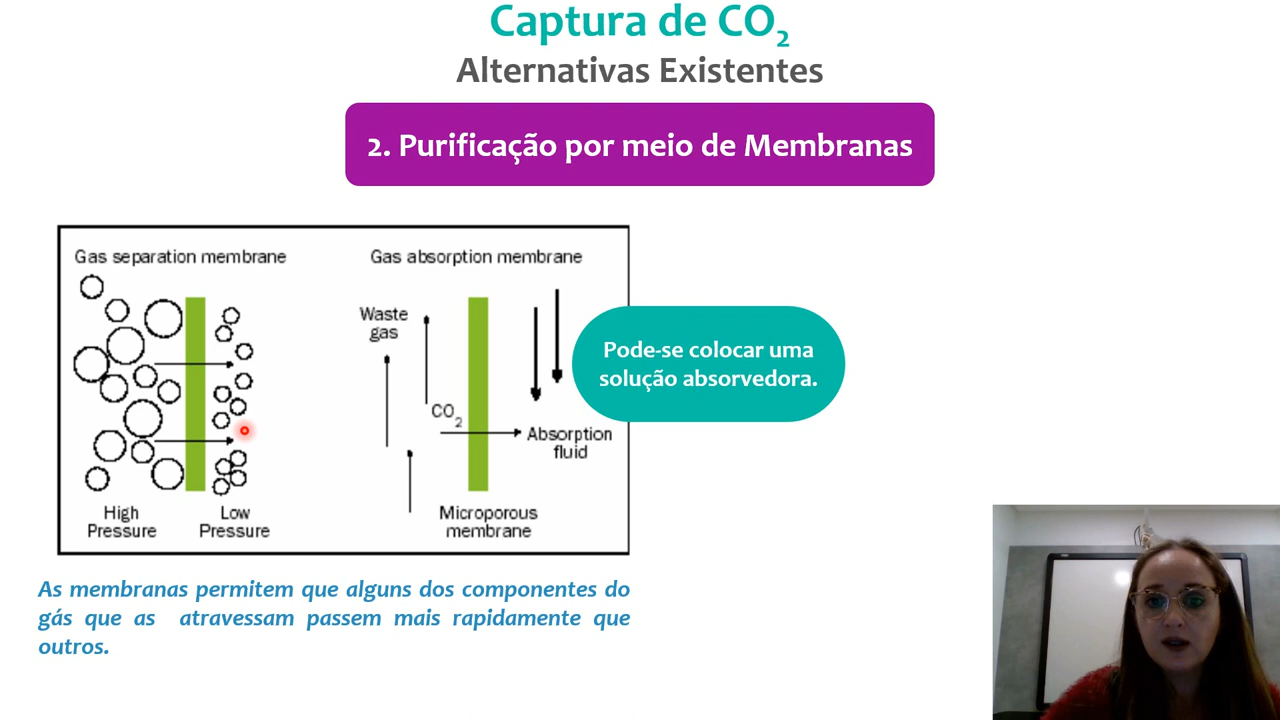 Captura de CO2
Alternativas Existentes
2. Purificação por meio de Membranas
Gas separation membrane
Gas absorption membrane
Waste
gas
CO2
Absorption
fluid
High
Pressure
Low
Pressure
Microporous
membrane
Pode-se colocar uma
solução absorvedora.
As membranas permitem que alguns dos componentes do
gás que as atravessam passem mais rapidamente que
outros.